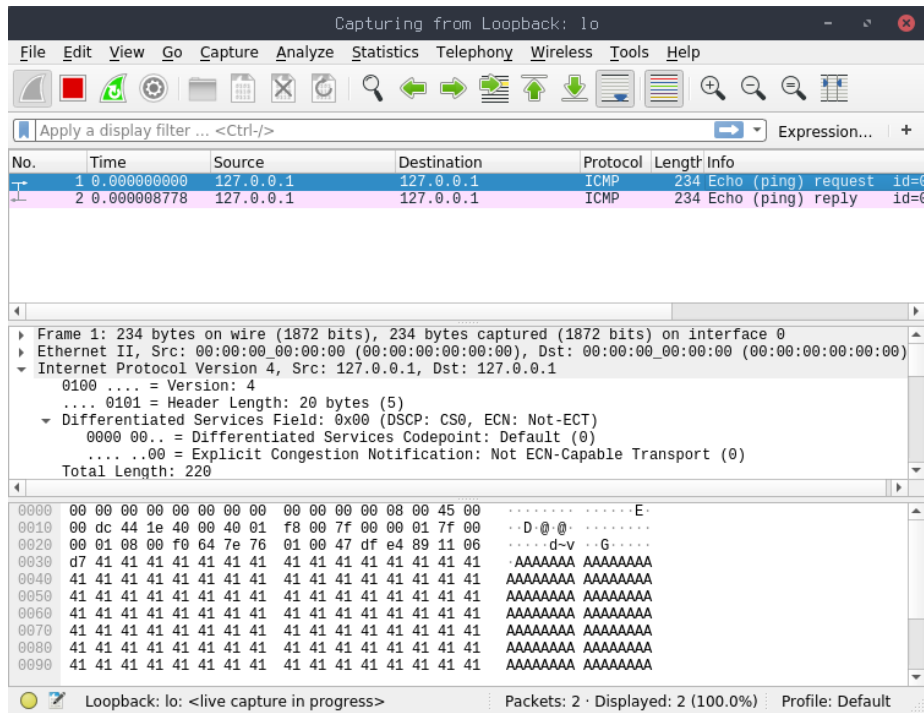 Capturing from Loopback: lo
File Edit View Go Capture Analyze Statistics Telephony Wireless Tools Help
Apply a display filter ... <Ctrl-/> Expression... +
No. Time Source Destination Protocol Length Info
1 0.000000000 127.0.0.1 127.0.0.1 ICMP 234 Echo (ping) request id=
2 0.000008778 127.0.0.1 127.0.0.1 ICMP 234 Echo (ping) reply id=
Frame 1: 234 bytes on wire (1872 bits), 234 bytes captured (1872 bits) on interface 0
Ethernet II, Src: 00:00:00_00:00:00 (00:00:00:00:00:00), Dst: 00:00:00_00:00:00 (00:00:00:00:00:00)
Internet Protocol Version 4, Src: 127.0.0.1, Dst: 127.0.0.1
0100 .... = Version: 4
.... 0101 = Header Length: 20 bytes (5)
Differentiated Services Field: 0x00 (DSCP: CS0, ECN: Not-ECT)
0000 00.. = Differentiated Services Codepoint: Default (0)
.... ..00 = Explicit Congestion Notification: Not ECN-Capable Transport (0)
Total Length: 220
0000 00 00 00 00 00 00 00 00 00 00 00 00 08 00 45 00 ········ ······E·
0010 00 dc 44 1e 40 00 40 01 f8 00 7f 00 00 01 7f 00 ··D·@·@· ········
0020 00 01 08 00 f0 64 7e 76 01 00 47 df e4 89 11 06 ·····d~v ··G·····
0030 d7 41 41 41 41 41 41 41 41 41 41 41 41 41 41 41 ·AAAAAAA AAAAAAAA
0040 41 41 41 41 41 41 41 41 41 41 41 41 41 41 41 41 AAAAAAAA AAAAAAAA
0050 41 41 41 41 41 41 41 41 41 41 41 41 41 41 41 41 AAAAAAAA AAAAAAAA
0060 41 41 41 41 41 41 41 41 41 41 41 41 41 41 41 41 AAAAAAAA AAAAAAAA
0070 41 41 41 41 41 41 41 41 41 41 41 41 41 41 41 41 AAAAAAAA AAAAAAAA
0080 41 41 41 41 41 41 41 41 41 41 41 41 41 41 41 41 AAAAAAAA AAAAAAAA
0090 41 41 41 41 41 41 41 41 41 41 41 41 41 41 41 41 AAAAAAAA AAAAAAAA
Loopback: lo: <live capture in progress> Packets: 2 · Displayed: 2 (100.0%) Profile: Default